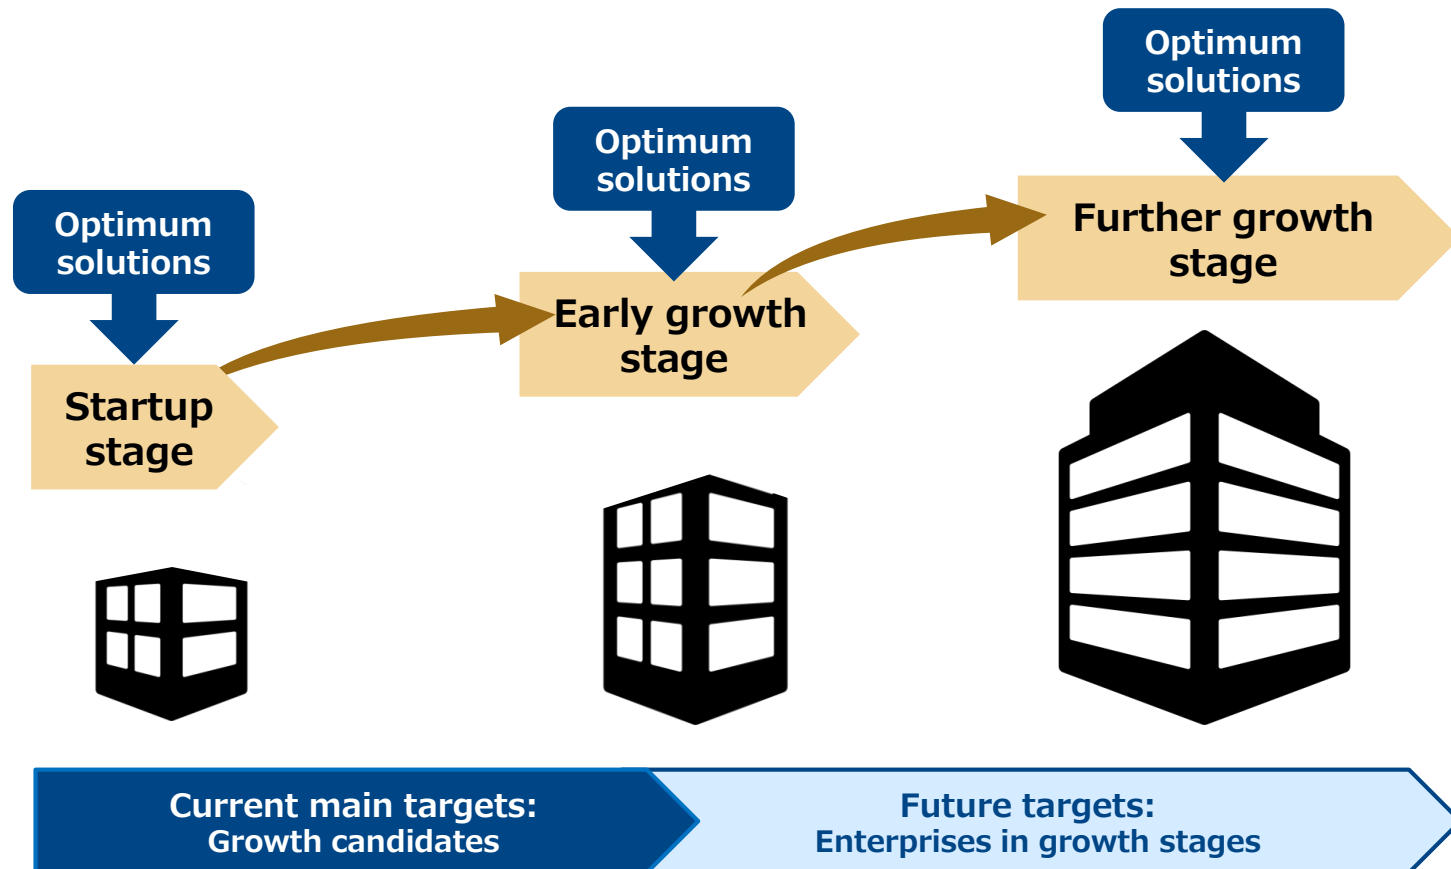 Optimum
solutions
Startup
stage
Optimum
solutions
Early growth
stage
Optimum
solutions
Further growth
stage
Current main targets:
Growth candidates
Future targets:
Enterprises in growth stages